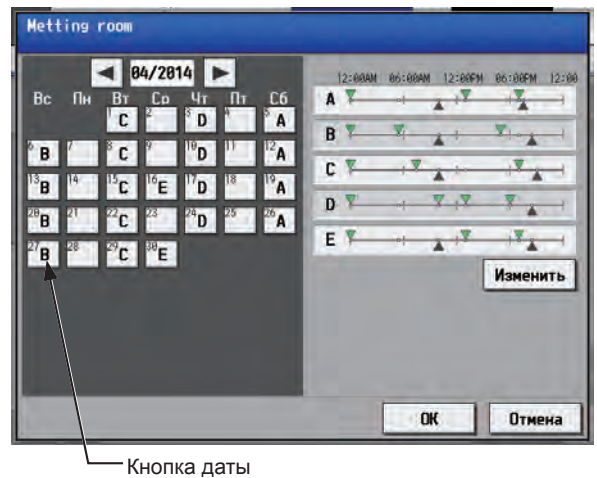 Metting room
◀ 04/2014 ▶
Вс Пн Вт Ср Чт Пт Сб
1 C 2 3 D 4 5 A
6 B 7 8 C 9 10 D 11 12 A
13 B 14 15 C 16 E 17 D 18 19 A
20 B 21 22 C 23 24 D 25 26 A
27 B 28 29 C 30 E
12:00AM 06:00AM 12:00PM 06:00PM 12:00
A
B
C
D
E
Изменить
OK Отмена
Кнопка даты